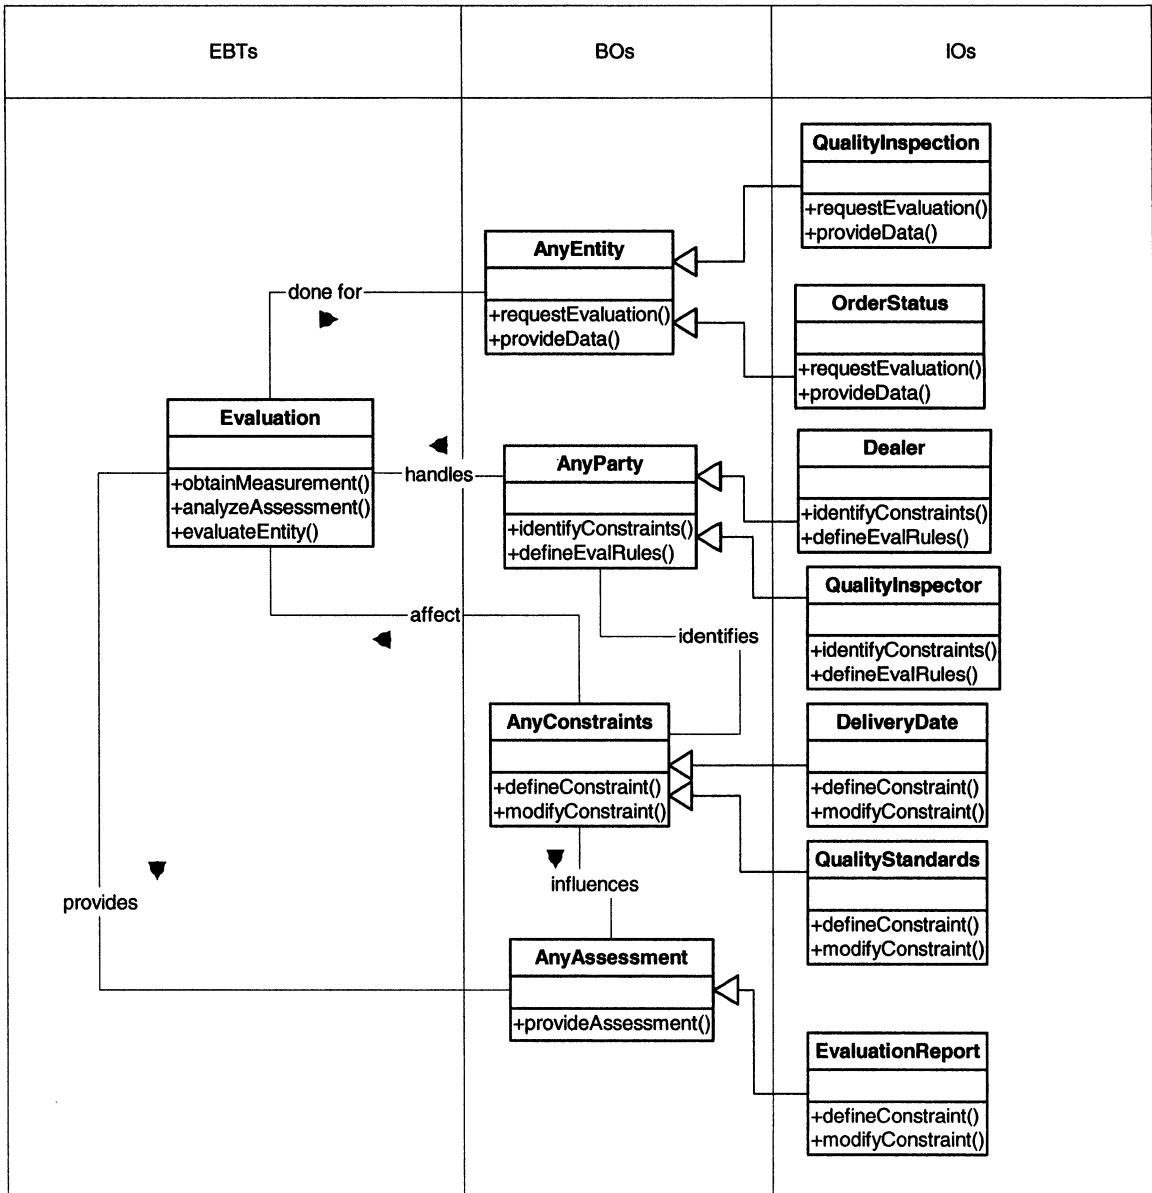 EBTs
BOs
IOs
QualityInspection
+requestEvaluation()
+provideData()
AnyEntity
+requestEvaluation()
+provideData()
done for
OrderStatus
+requestEvaluation()
+provideData()
Evaluation
+obtainMeasurement()
+analyzeAssessment()
+evaluateEntity()
handles
AnyParty
+identifyConstraints()
+defineEvalRules()
Dealer
+identifyConstraints()
+defineEvalRules()
QualityInspector
+identifyConstraints()
+defineEvalRules()
affect
identifies
AnyConstraints
+defineConstraint()
+modifyConstraint()
DeliveryDate
+defineConstraint()
+modifyConstraint()
QualityStandards
+defineConstraint()
+modifyConstraint()
influences
provides
AnyAssessment
+provideAssessment()
EvaluationReport
+defineConstraint()
+modifyConstraint()